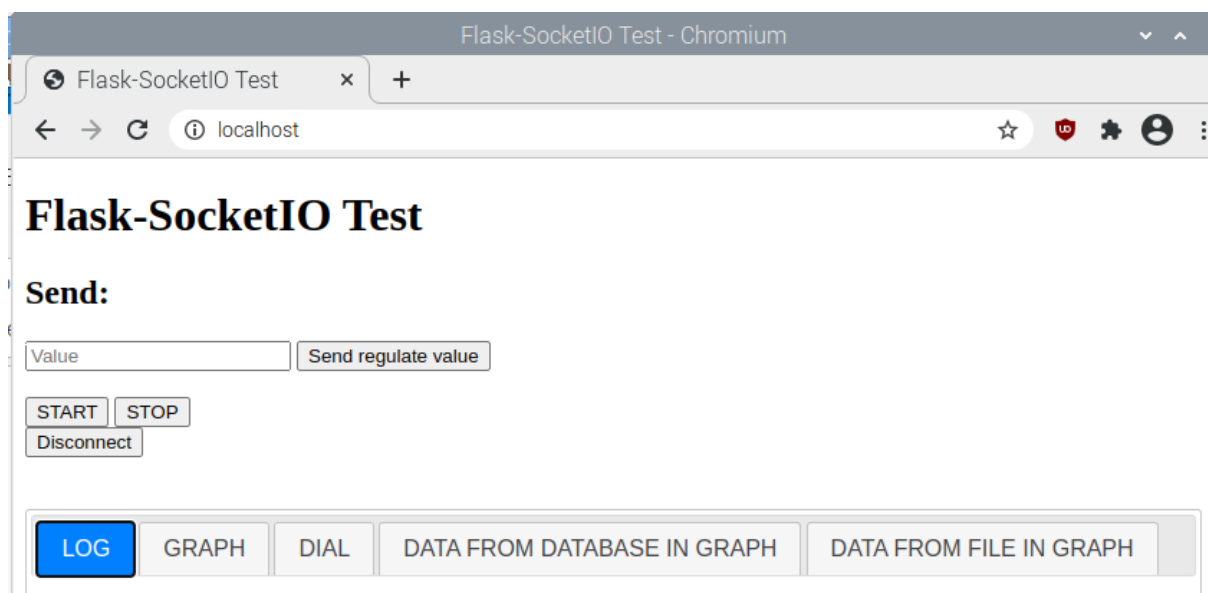 Flask-SocketIO Test - Chromium
Flask-SocketIO Test
localhost
Flask-SocketIO Test
Send:
Value Send regulate value
START STOP
Disconnect
LOG GRAPH DIAL DATA FROM DATABASE IN GRAPH DATA FROM FILE IN GRAPH